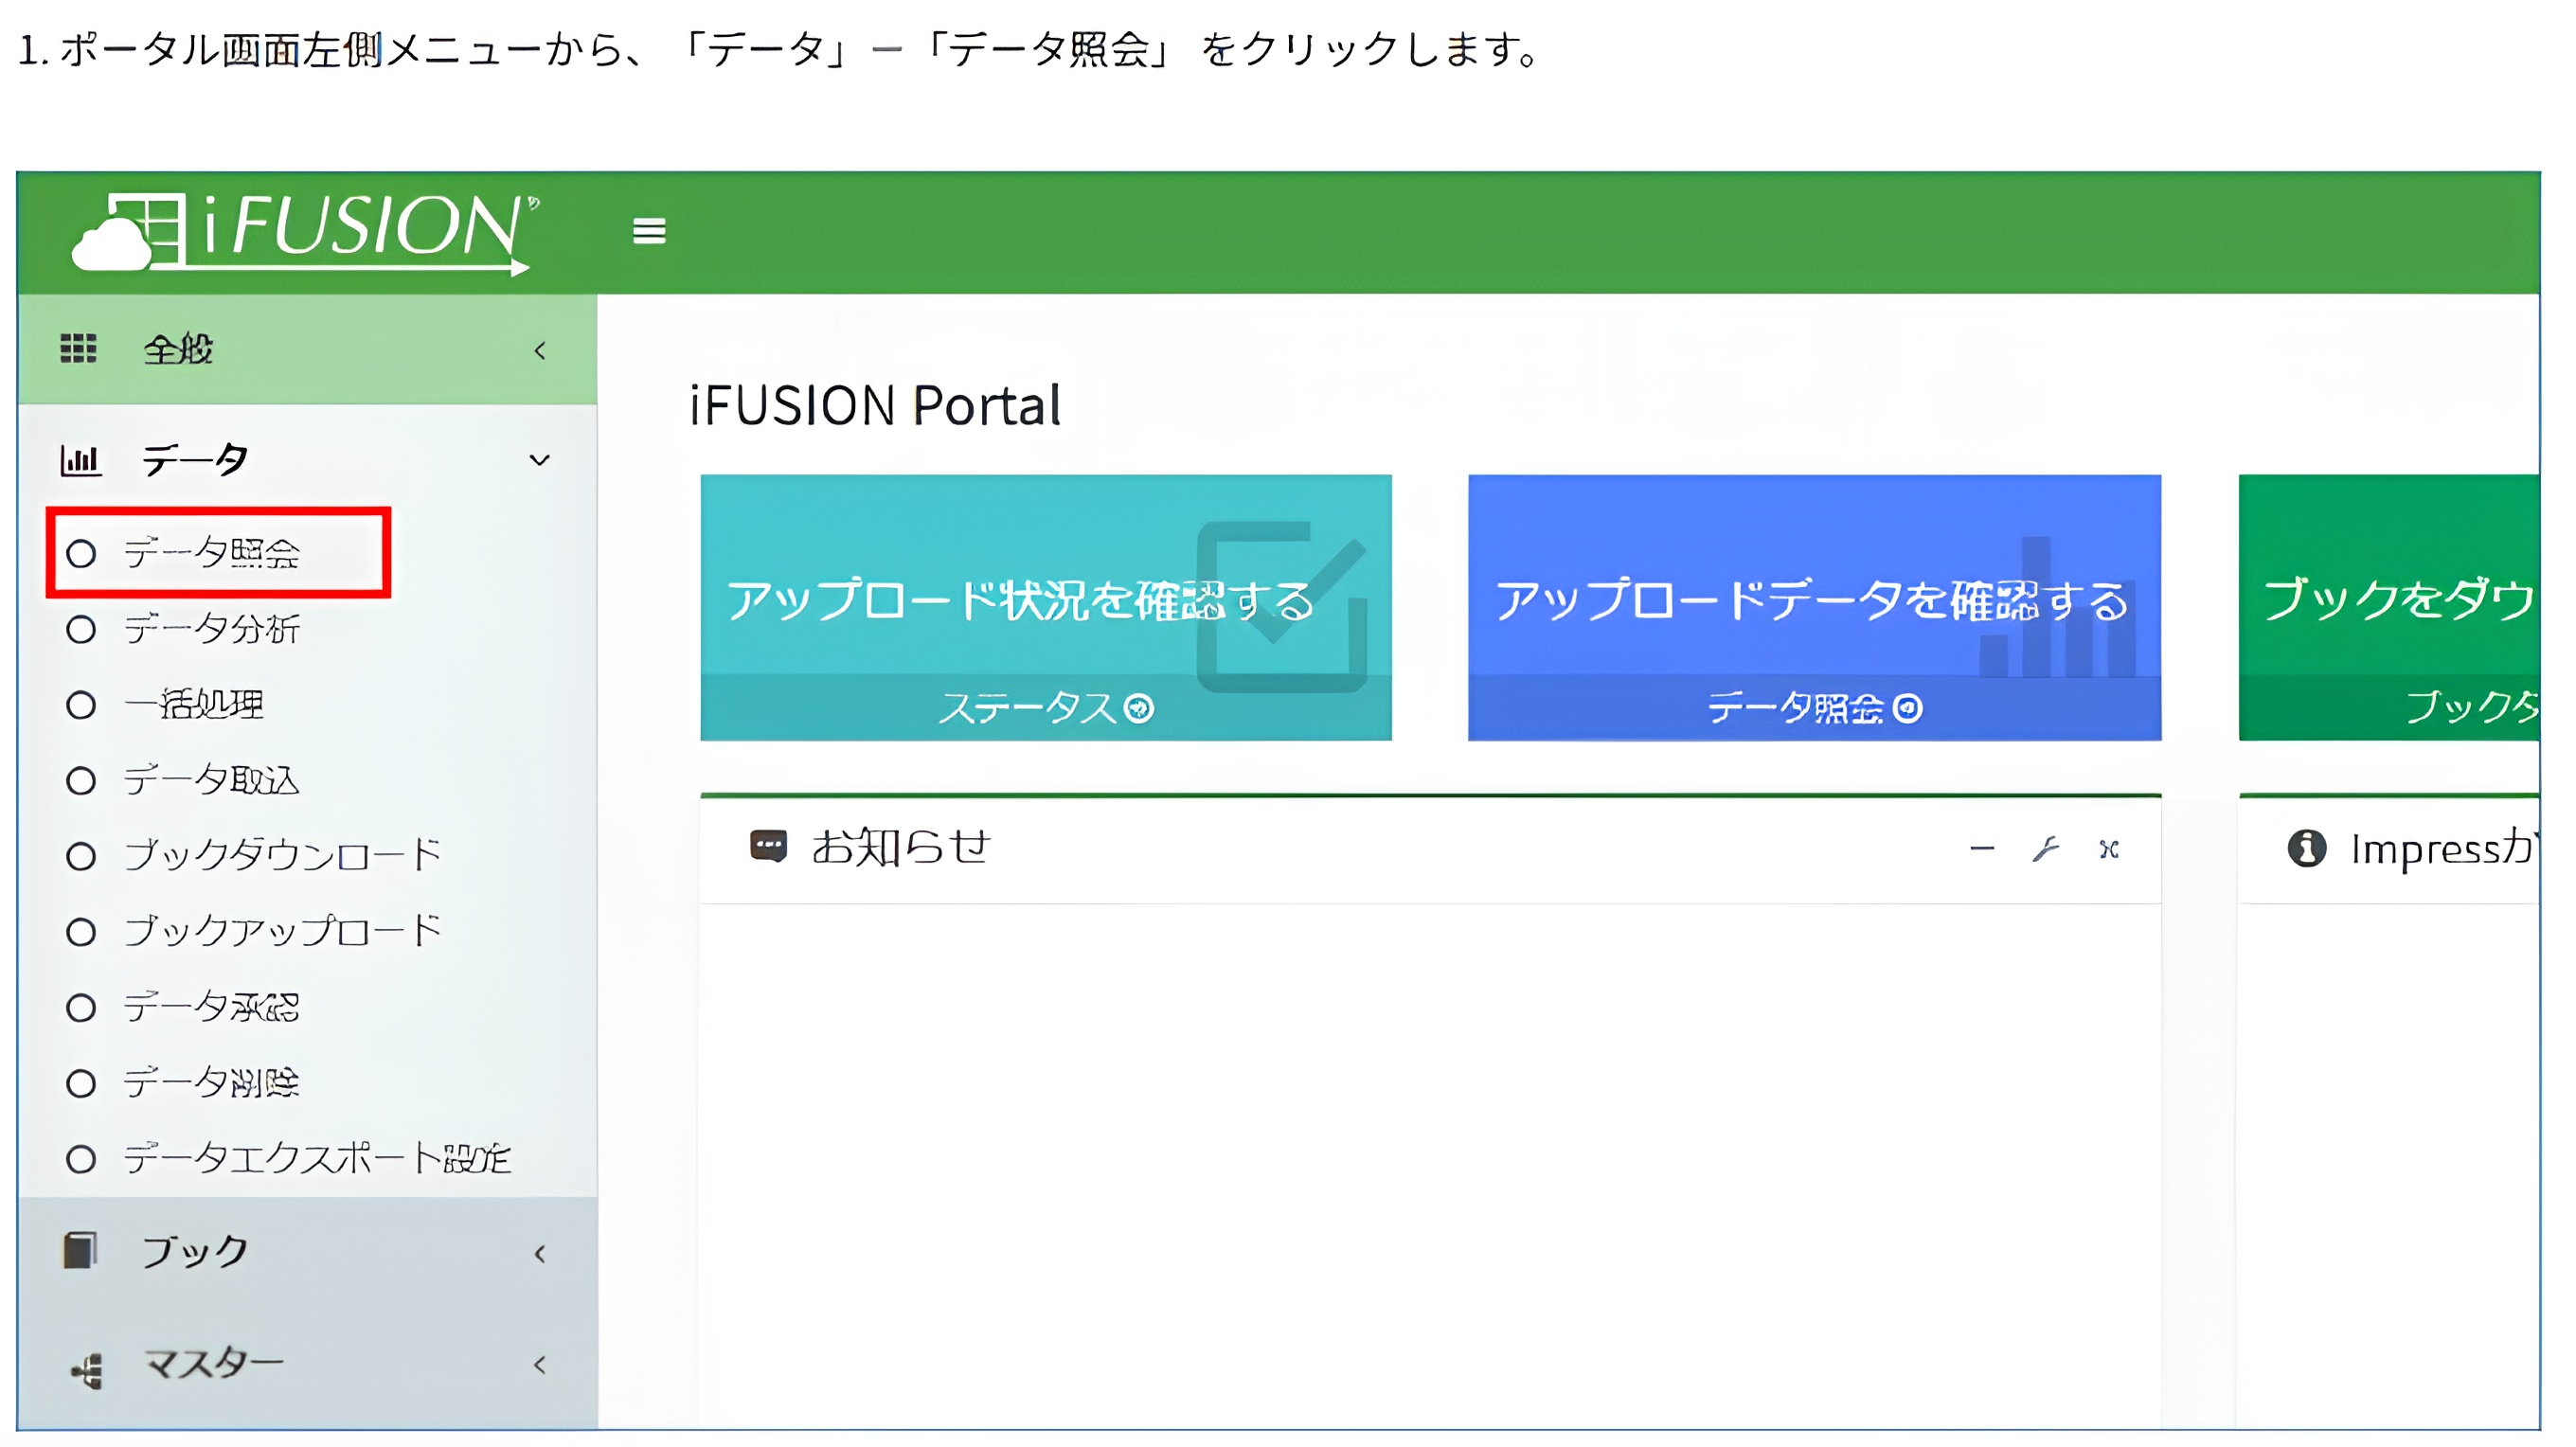 1. ポータル画面左側メニューから、「データ」－「データ照会」 をクリックします。
iFUSION
全般
データ
データ照会
データ分析
一括処理
データ取込
ブックダウンロード
ブックアップロード
データ承認
データ削除
データエクスポート設定
ブック
マスター
iFUSION Portal
アップロード状況を確認する
ステータス
アップロードデータを確認する
データ照会
ブックをダウ
ブックダ
お知らせ
Impressか